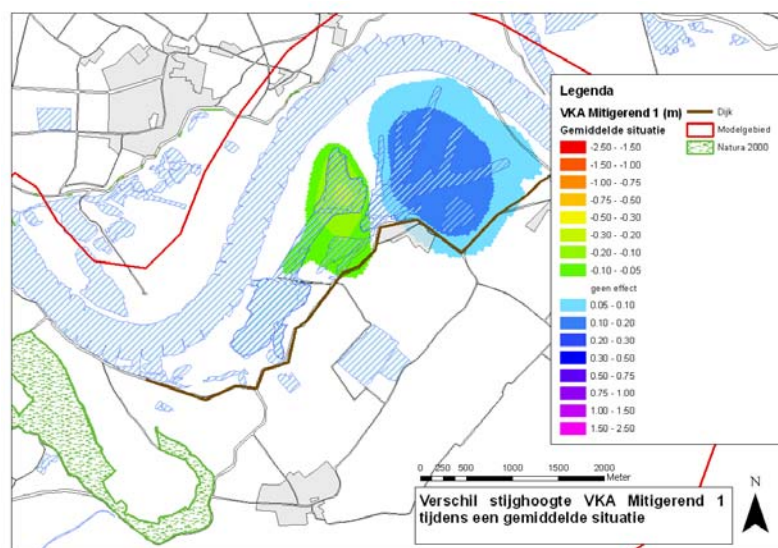 Legenda
VKA Mitigerend 1 (m)
Gemiddelde situatie
-2.50 - -1.50
-1.50 - -1.00
-1.00 - -0.75
-0.75 - -0.50
-0.50 - -0.30
-0.30 - -0.20
-0.20 - -0.10
-0.10 - -0.05
geen effect
0.05 - 0.10
0.10 - 0.20
0.20 - 0.30
0.30 - 0.50
0.50 - 0.75
0.75 - 1.00
1.00 - 1.50
1.50 - 2.50
Dijk
Modelgebied
Natura 2000
0 250 500 1000 1500 2000
Meter
Verschil stijghoogte VKA Mitigerend 1
tijdens een gemiddelde situatie
N